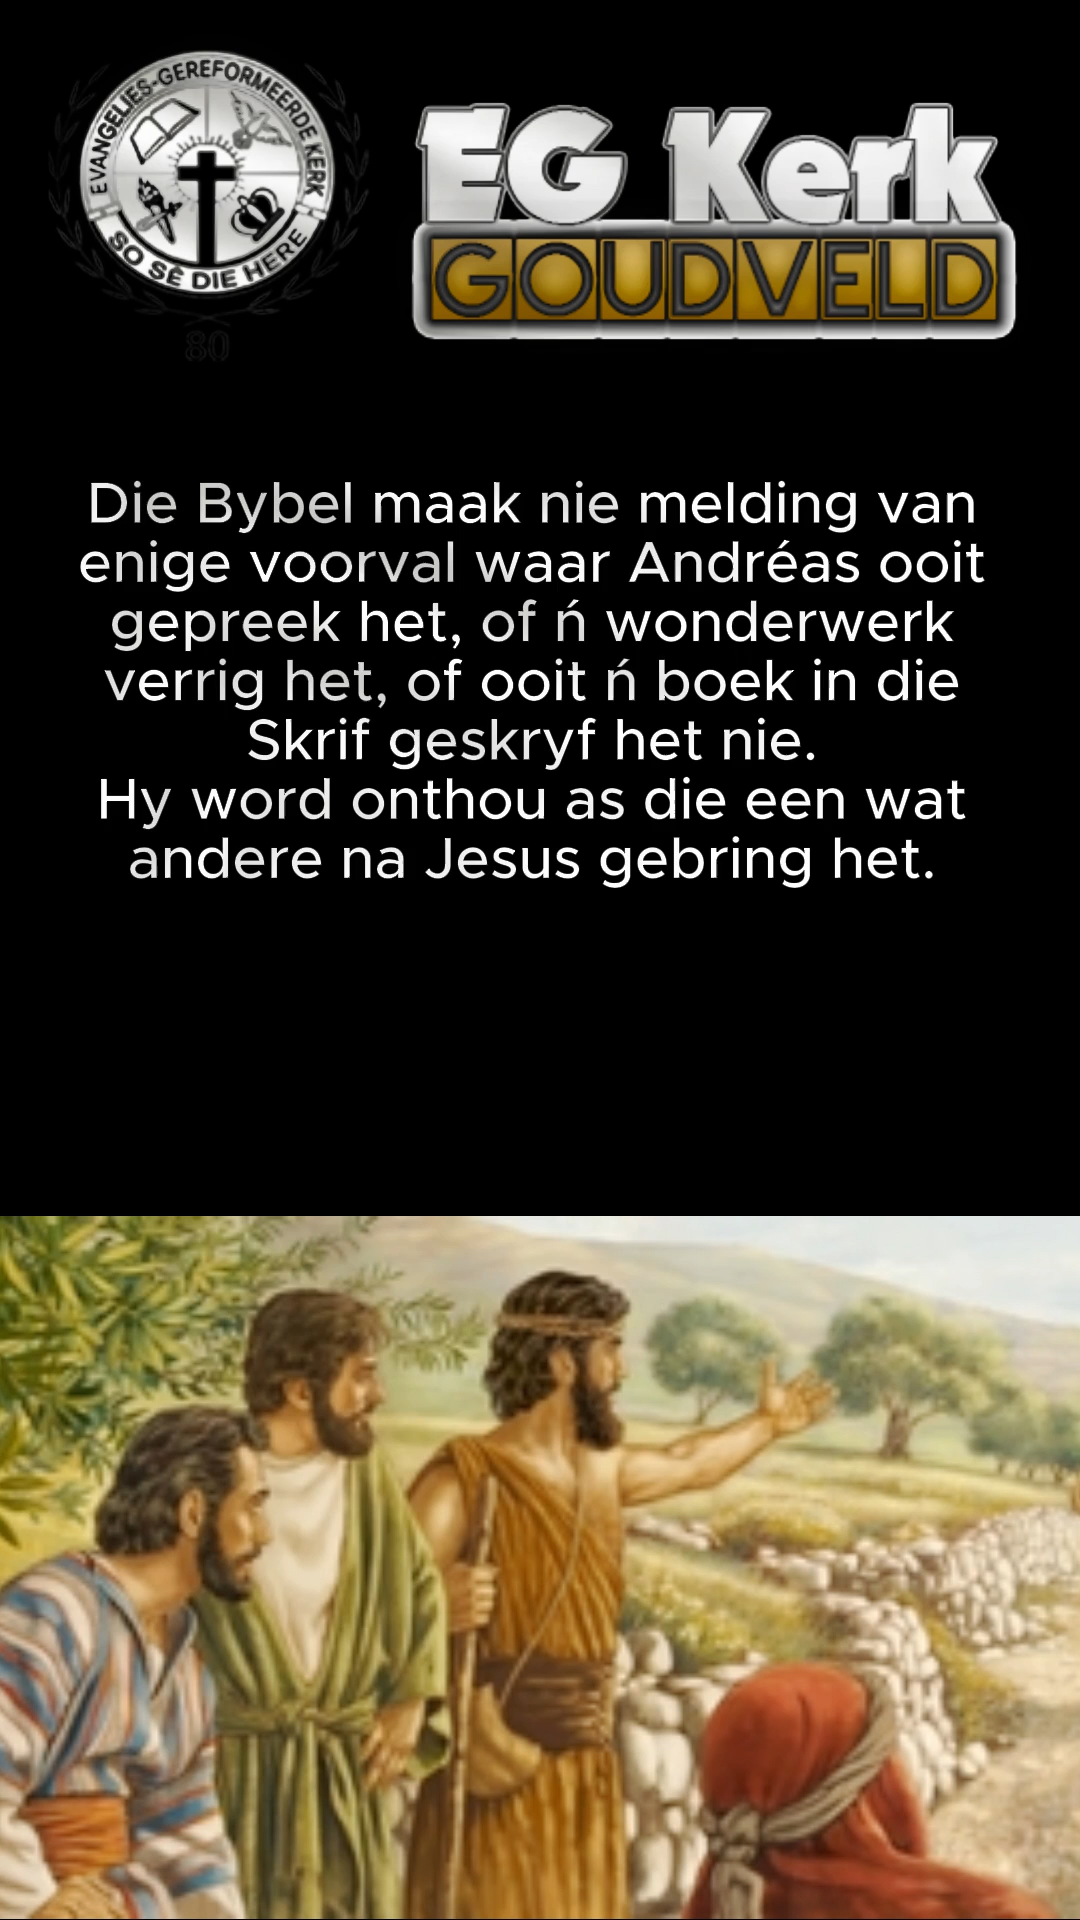 EVANGELIES-GEREFORMEERDE KERK
SO SÊ DIE HERE
80
EG Kerk
GOUDVELD
Die Bybel maak nie melding van
enige voorval waar Andréas ooit
gepreek het, of ń wonderwerk
verrig het, of ooit ń boek in die
Skrif geskryf het nie.
Hy word onthou as die een wat
andere na Jesus gebring het.